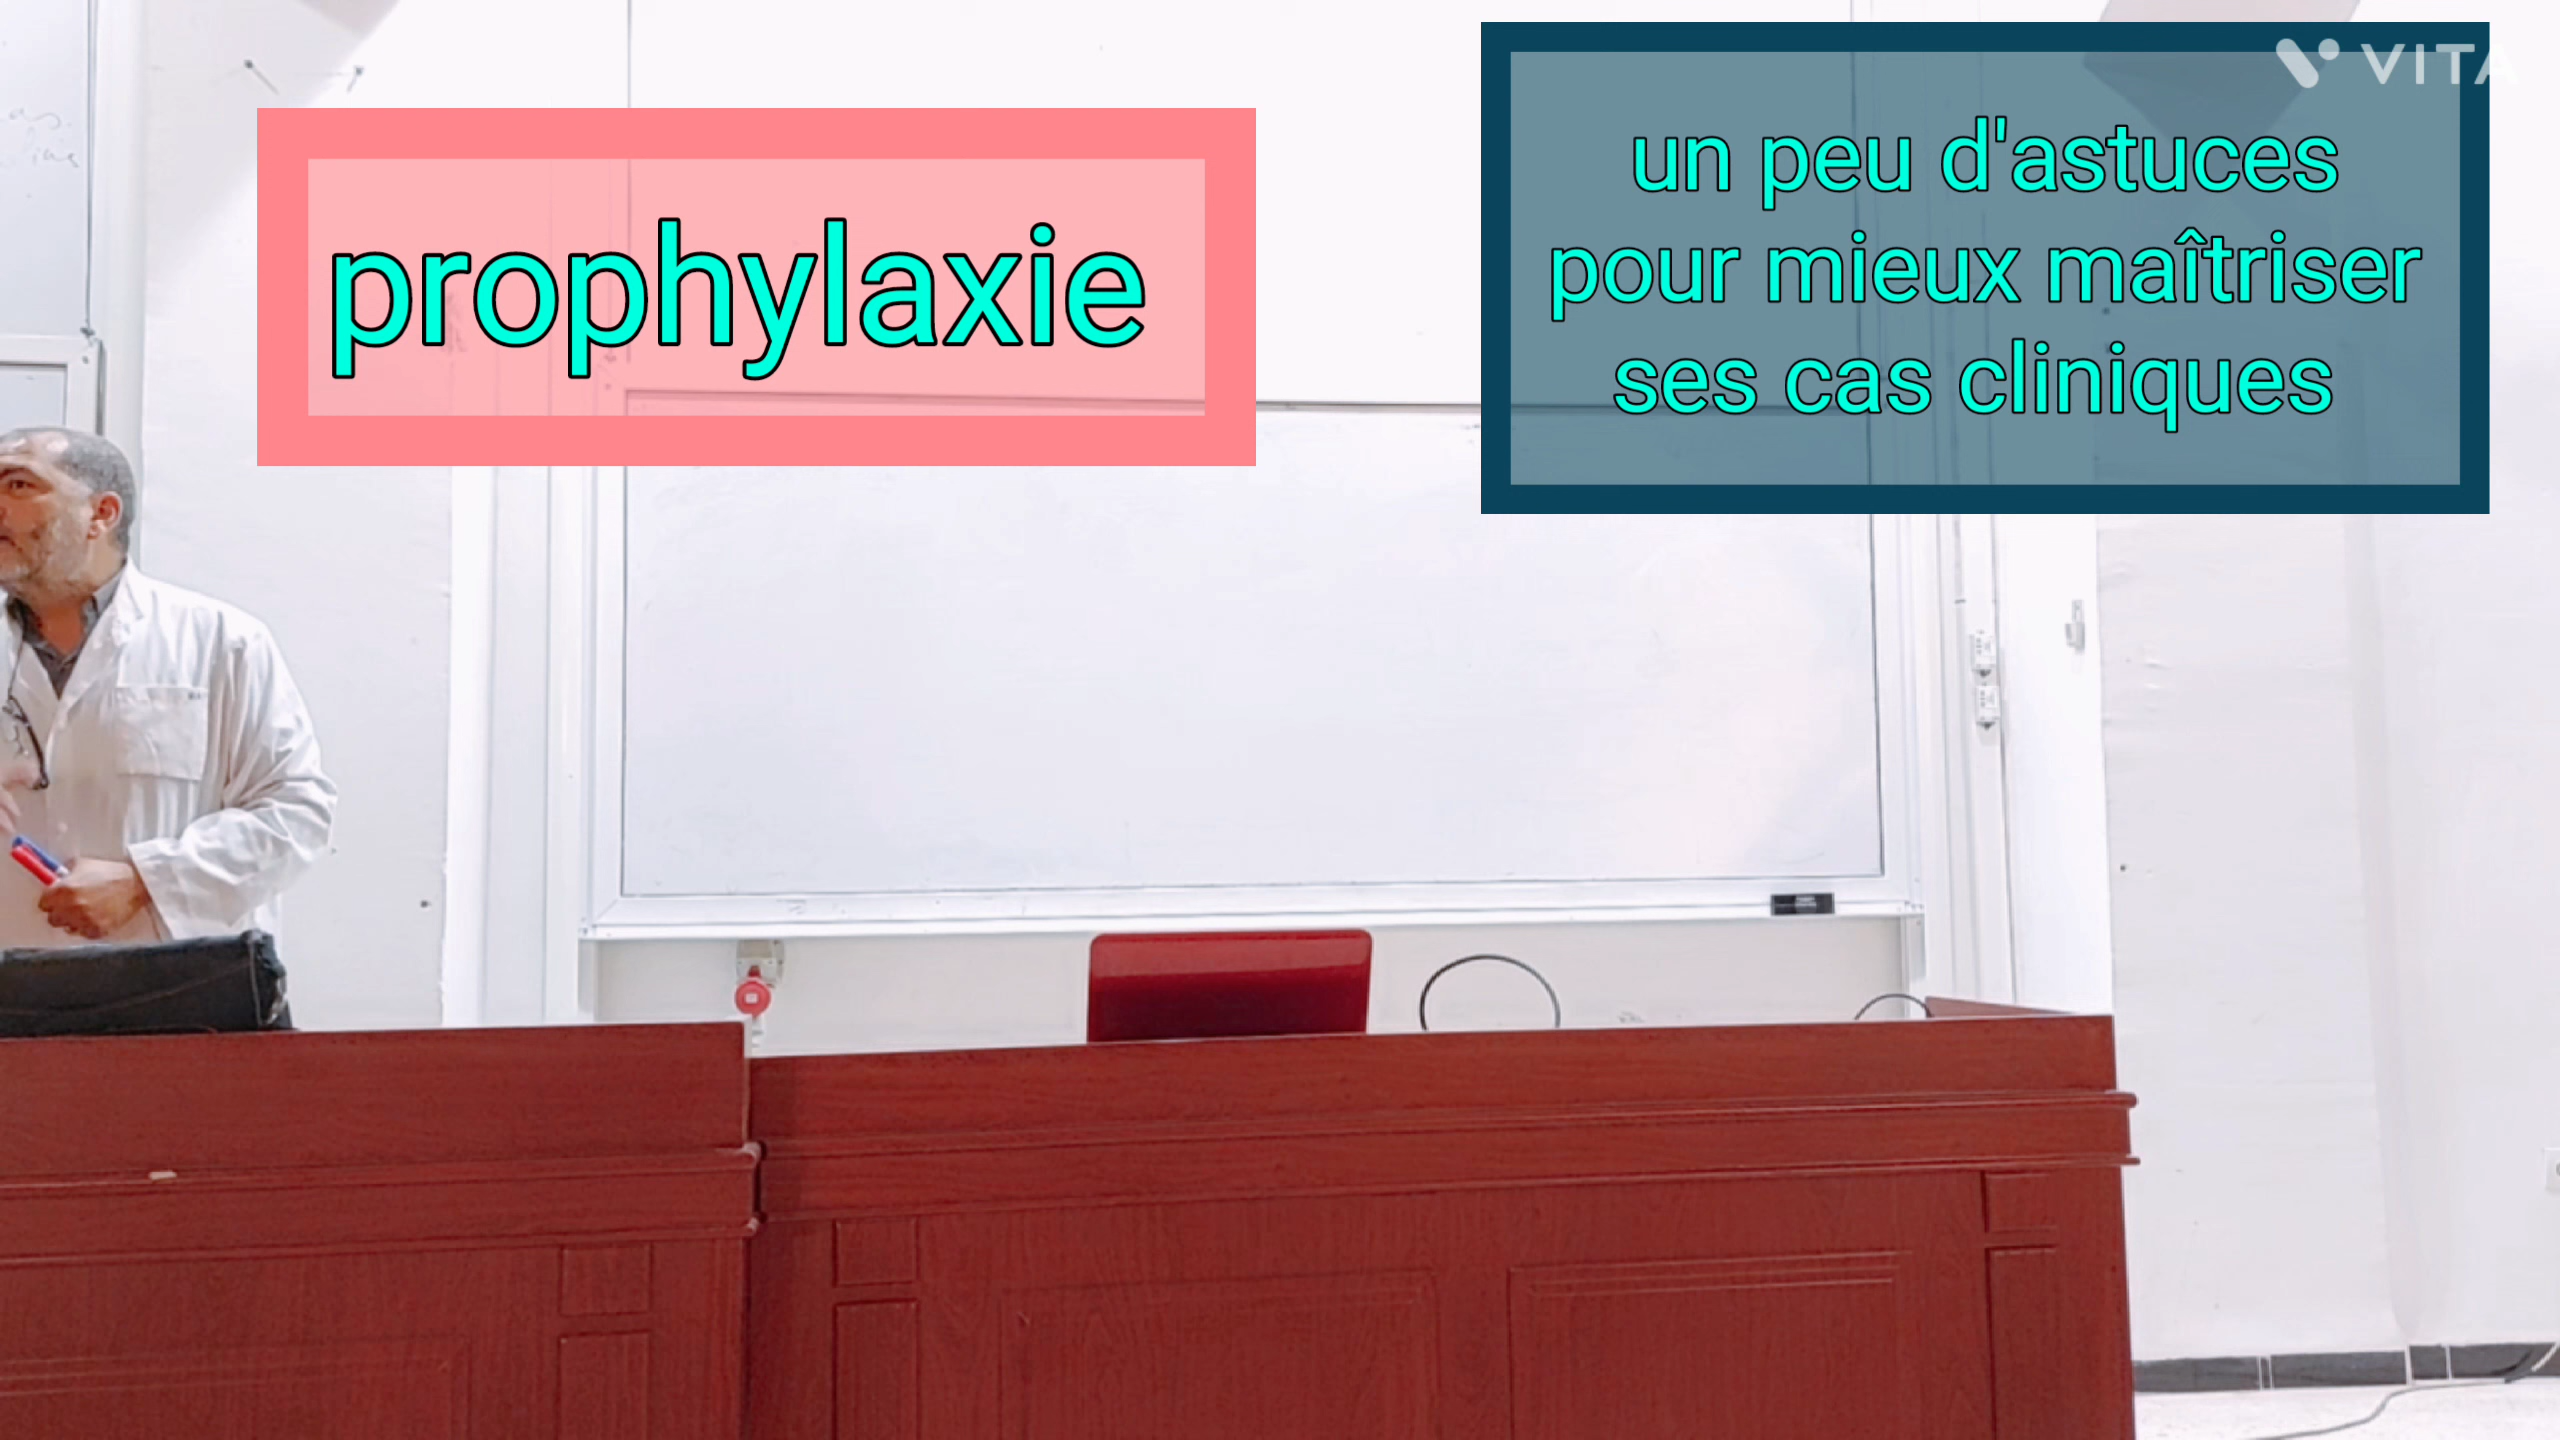 prophylaxie
VITA
un peu d'astuces
pour mieux maîtriser
ses cas cliniques